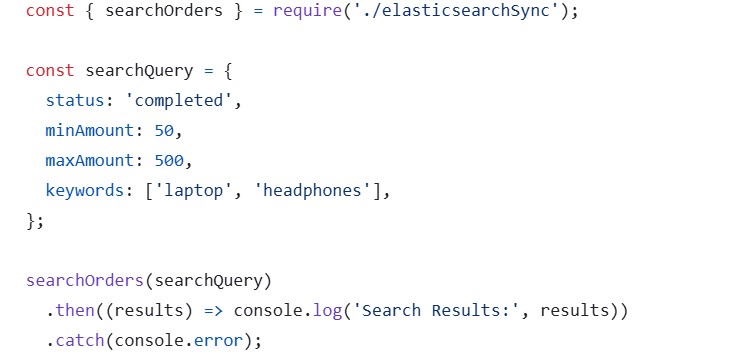 const { searchOrders } = require('./elasticsearchSync');
const searchQuery = {
status: 'completed',
minAmount: 50,
maxAmount: 500,
keywords: ['laptop', 'headphones'],
};
searchOrders(searchQuery)
.then((results) => console.log('Search Results:', results))
.catch(console.error);